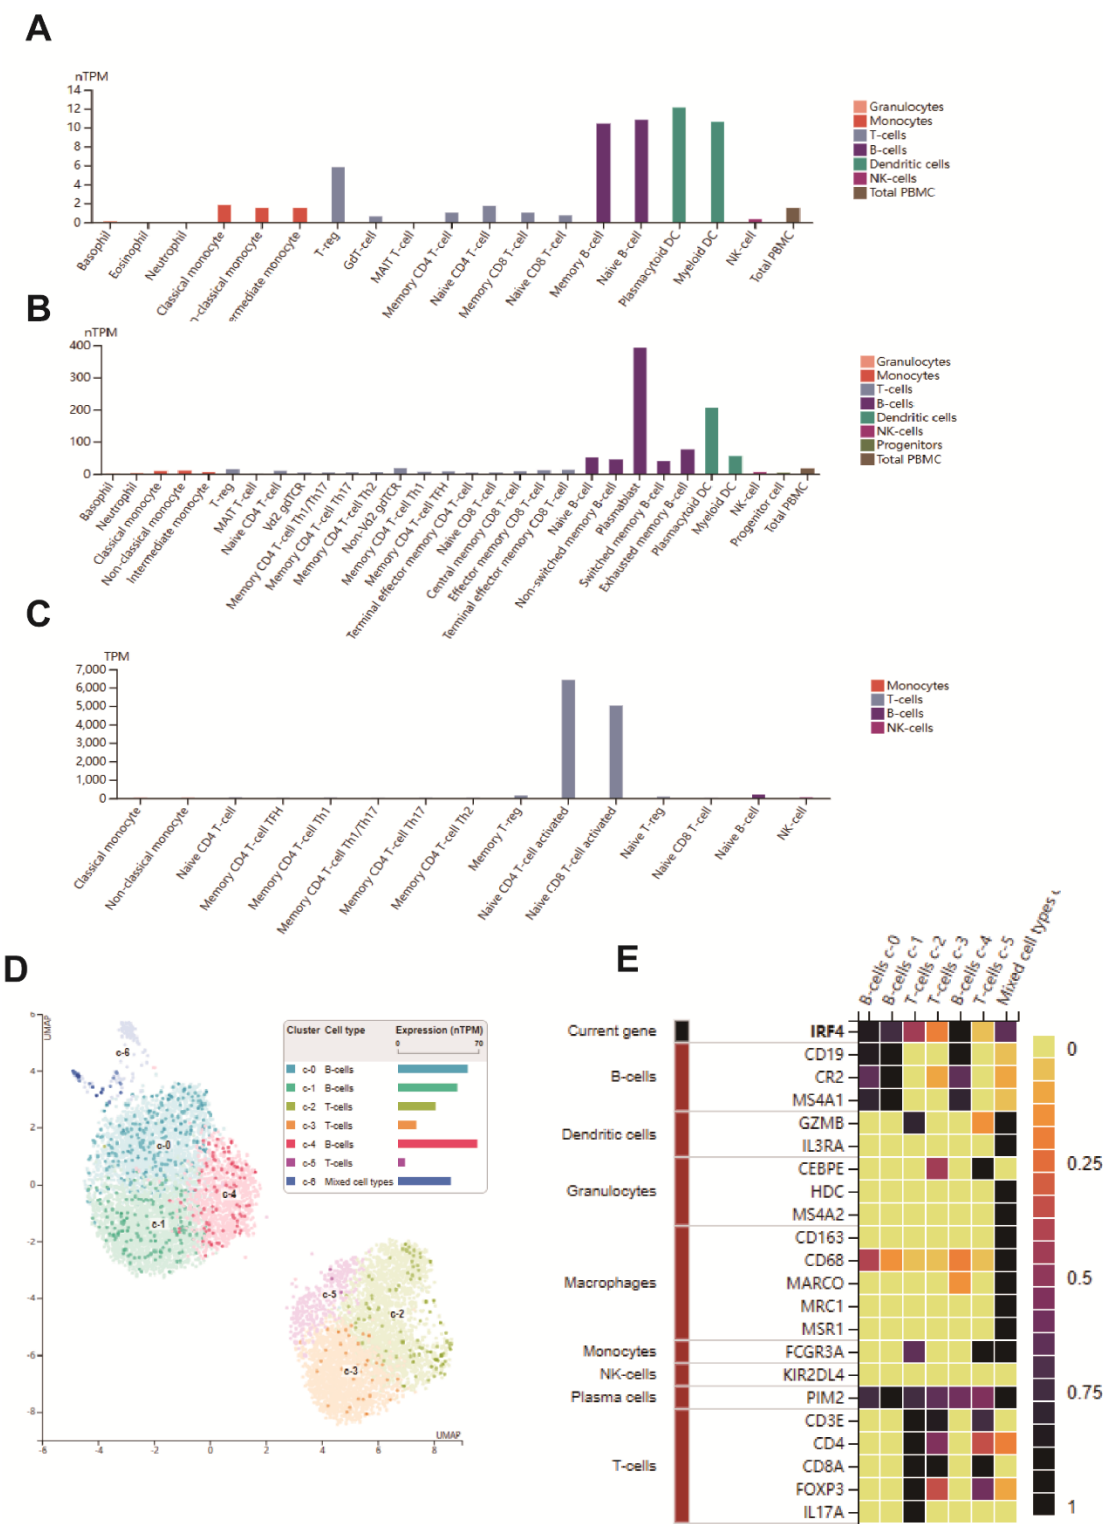 A
nTPM
14
12
10
8
6
4
2
0
Basophil
Eosinophil
Neutrophil
Classical monocyte
n-classical monocyte
ermediate monocyte
T-reg
GdT-cell
MAIT T-cell
Memory CD4 T-cell
Naive CD4 T-cell
Memory CD8 T-cell
Naive CD8 T-cell
Memory B-cell
Naive B-cell
Plasmacytoid DC
Myeloid DC
NK-cell
Total PBMC
Granulocytes
Monocytes
T-cells
B-cells
Dendritic cells
NK-cells
Total PBMC
B
nTPM
400
300
200
100
0
Basophil
Neutrophil
Classical monocyte
Non-classical monocyte
Intermediate monocyte
T-reg
MAIT T-cell
Naive CD4 T-cell
Vd2 gdTCR
Memory CD4 T-cell Th1/Th17
Memory CD4 T-cell Th17
Memory CD4 T-cell Th2
Non-Vd2 gdTCR
Memory CD4 T-cell Th1
Memory CD4 T-cell TFH
Terminal effector memory CD4 T-cell
Naive CD8 T-cell
Central memory CD8 T-cell
Effector memory CD8 T-cell
Terminal effector memory CD8 T-cell
Naive B-cell
Non-switched memory B-cell
Plasmablast
Switched memory B-cell
Exhausted memory B-cell
Plasmacytoid DC
Myeloid DC
NK-cell
Progenitor cell
Total PBMC
Granulocytes
Monocytes
T-cells
B-cells
Dendritic cells
NK-cells
Progenitors
Total PBMC
C
TPM
7,000
6,000
5,000
4,000
3,000
2,000
1,000
0
Classical monocyte
Non-classical monocyte
Naive CD4 T-cell
Memory CD4 T-cell TFH
Memory CD4 T-cell Th1
Memory CD4 T-cell Th1/Th17
Memory CD4 T-cell Th17
Memory CD4 T-cell Th2
Memory T-reg
Naive CD4 T-cell activated
Naive CD8 T-cell activated
Naive T-reg
Naive CD8 T-cell
Naive B-cell
NK-cell
Monocytes
T-cells
B-cells
NK-cells
D
UMAP
6
4
2
0
-2
-4
-6
-8
-6 -4 -2 0 2 4 6 8
UMAP
c-6
c-0
c-4
c-1
c-5
c-2
c-3
Cluster Cell type Expression (nTPM)
0 70
c-0 B-cells
c-1 B-cells
c-2 T-cells
c-3 T-cells
c-4 B-cells
c-5 T-cells
c-6 Mixed cell types
E
B-cells c-0
B-cells c-1
T-cells c-2
T-cells c-3
B-cells c-4
T-cells c-5
Mixed cell types
Current gene IRF4
B-cells
CD19
CR2
MS4A1
Dendritic cells
GZMB
IL3RA
Granulocytes
CEBPE
HDC
MS4A2
Macrophages
CD163
CD68
MARCO
MRC1
MSR1
Monocytes FCGR3A
NK-cells KIR2DL4
Plasma cells PIM2
T-cells
CD3E
CD4
CD8A
FOXP3
IL17A
0
0.25
0.5
0.75
1